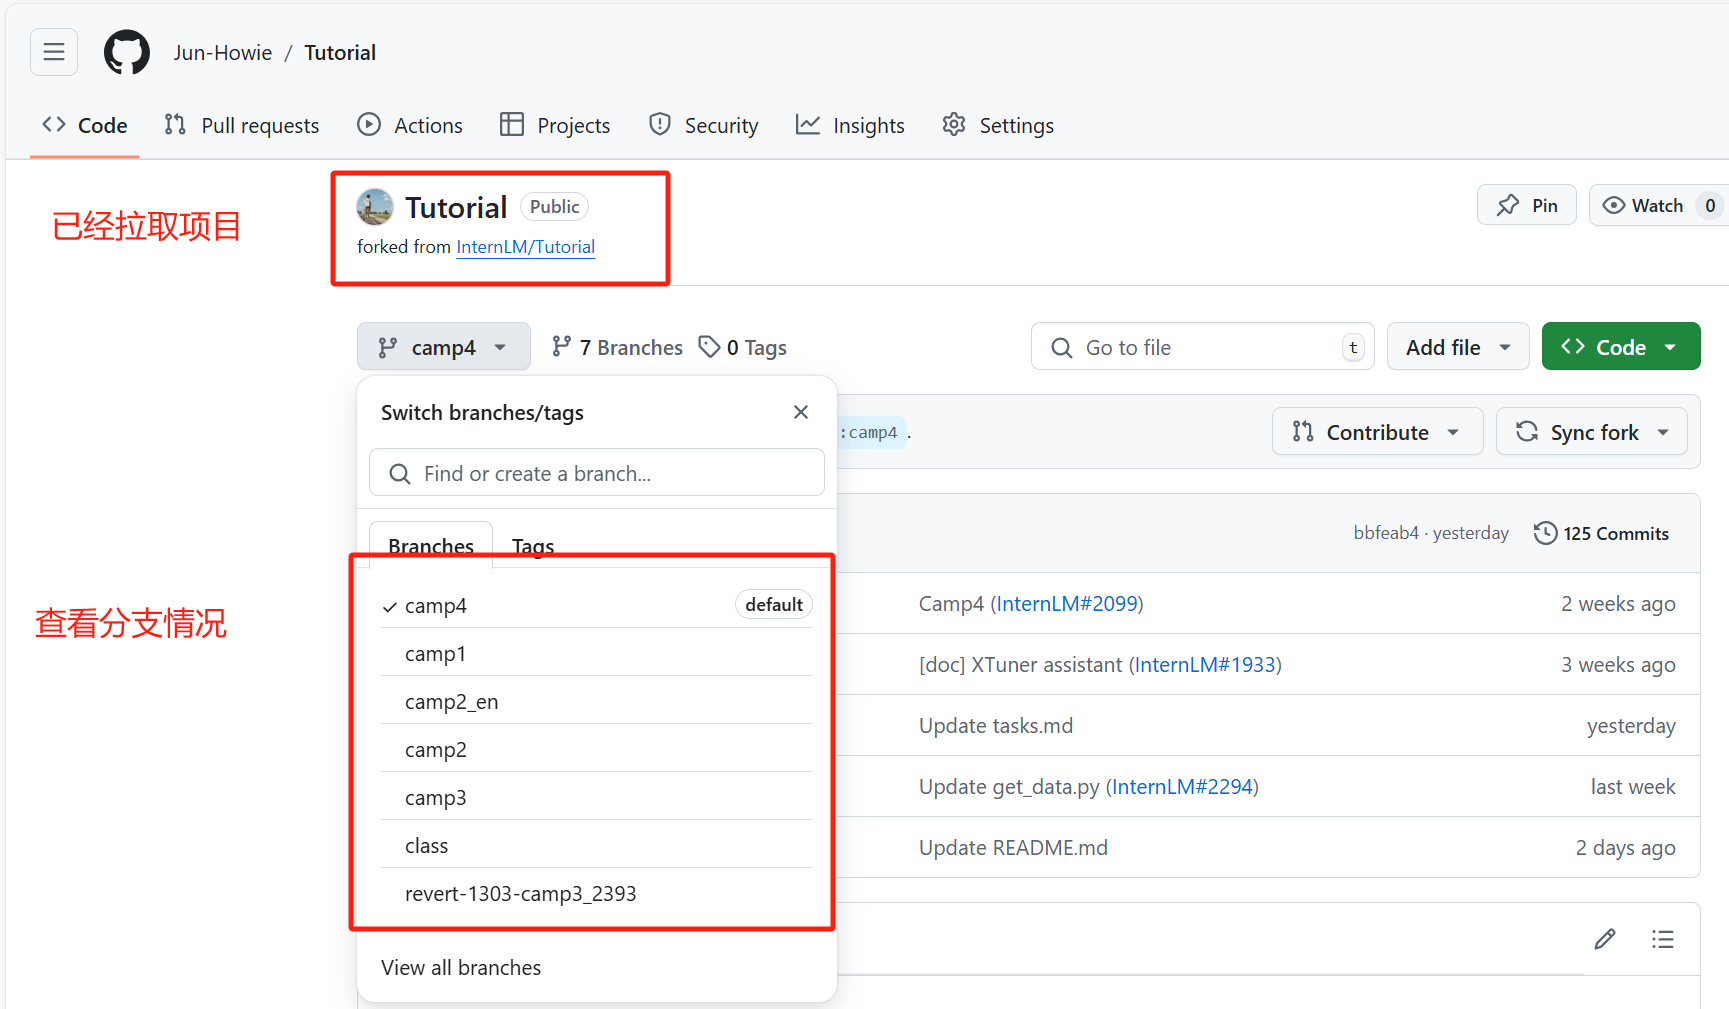 Jun-Howie / Tutorial
Code Pull requests Actions Projects Security Insights Settings
已经拉取项目
Tutorial Public
forked from InternLM/Tutorial
Pin Watch 0
camp4 7 Branches 0 Tags Go to file t Add file Code
Switch branches/tags
:camp4 . Contribute Sync fork
Find or create a branch...
Branches Tags
bbfeab4 · yesterday 125 Commits
查看分支情况
camp4 default
camp1
camp2_en
camp2
camp3
class
revert-1303-camp3_2393
View all branches
Camp4 (InternLM#2099) 2 weeks ago
[doc] XTuner assistant (InternLM#1933) 3 weeks ago
Update tasks.md yesterday
Update get_data.py (InternLM#2294) last week
Update README.md 2 days ago